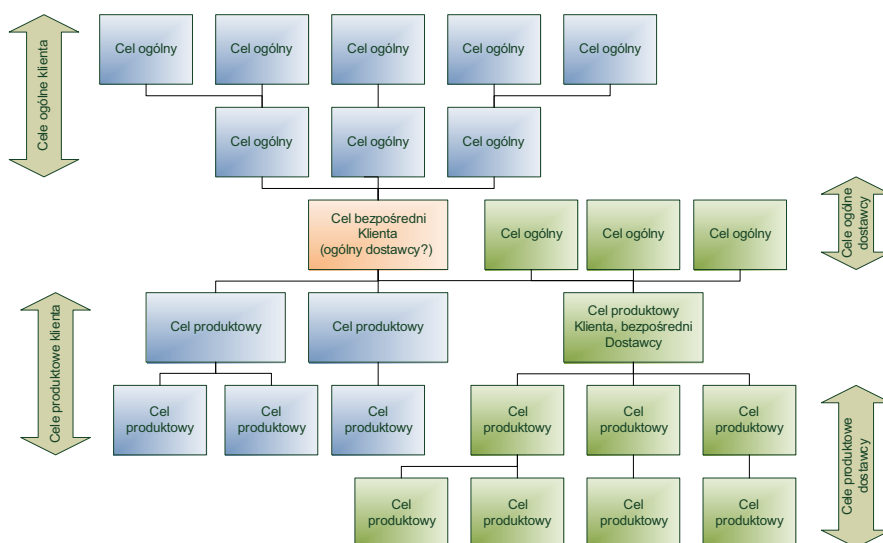 Cele ogólne klienta
Cel ogólny
Cel ogólny
Cel ogólny
Cel ogólny
Cel ogólny
Cel ogólny
Cel ogólny
Cel ogólny
Cel bezpośredni
Klienta
(ogólny dostawcy?)
Cel ogólny
Cel ogólny
Cel ogólny
Cele ogólne
dostawcy
Cele produktowe klienta
Cel produktowy
Cel produktowy
Cel produktowy
Klienta, bezpośredni
Dostawcy
Cel
produktowy
Cel
produktowy
Cel
produktowy
Cel
produktowy
Cel
produktowy
Cel
produktowy
Cel
produktowy
Cel
produktowy
Cel
produktowy
Cel
produktowy
Cele produktowe
dostawcy